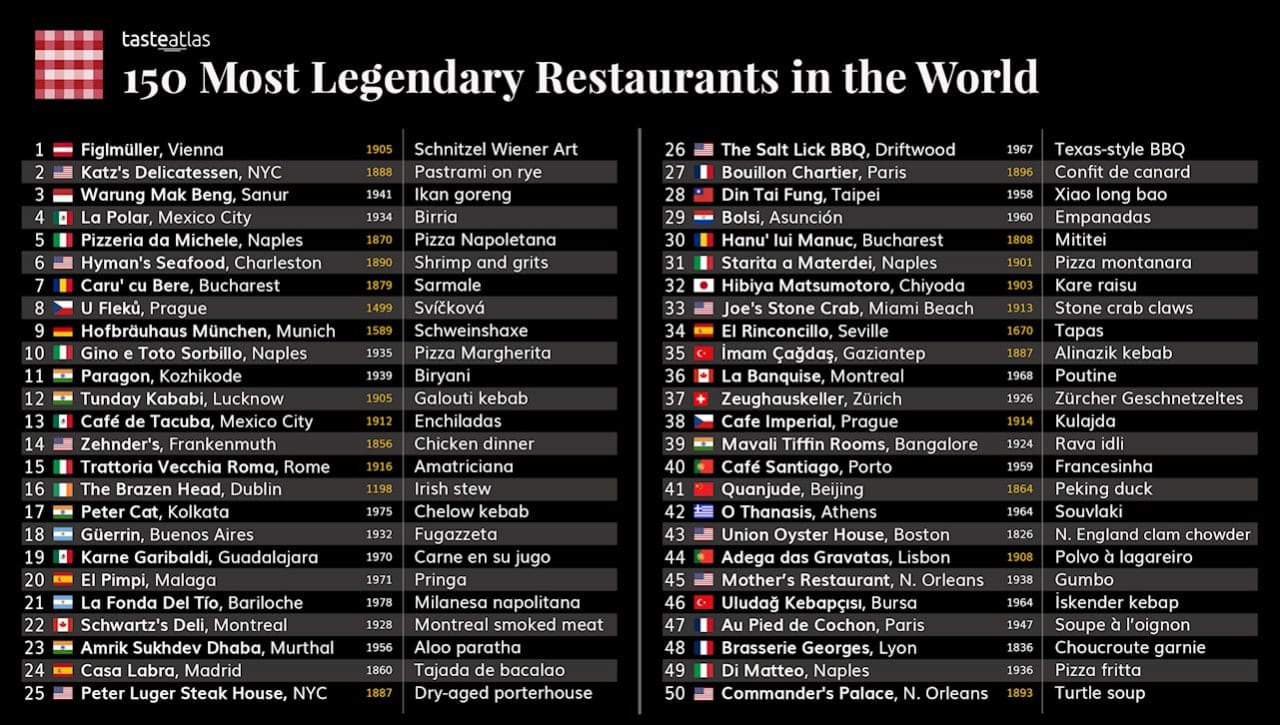 tasteatlas
150 Most Legendary Restaurants in the World
1 Figlmüller, Vienna 1905 Schnitzel Wiener Art
2 Katz's Delicatessen, NYC 1888 Pastrami on rye
3 Warung Mak Beng, Sanur 1941 Ikan goreng
4 La Polar, Mexico City 1934 Birria
5 Pizzeria da Michele, Naples 1870 Pizza Napoletana
6 Hyman's Seafood, Charleston 1890 Shrimp and grits
7 Caru' cu Bere, Bucharest 1879 Sarmale
8 U Fleků, Prague 1499 Svíčková
9 Hofbräuhaus München, Munich 1589 Schweinshaxe
10 Gino e Toto Sorbillo, Naples 1935 Pizza Margherita
11 Paragon, Kozhikode 1939 Biryani
12 Tunday Kababi, Lucknow 1905 Galouti kebab
13 Café de Tacuba, Mexico City 1912 Enchiladas
14 Zehnder's, Frankenmuth 1856 Chicken dinner
15 Trattoria Vecchia Roma, Rome 1916 Amatriciana
16 The Brazen Head, Dublin 1198 Irish stew
17 Peter Cat, Kolkata 1975 Chelow kebab
18 Güerrin, Buenos Aires 1932 Fugazzeta
19 Karne Garibaldi, Guadalajara 1970 Carne en su jugo
20 El Pimpi, Malaga 1971 Pringa
21 La Fonda Del Tío, Bariloche 1978 Milanesa napolitana
22 Schwartz's Deli, Montreal 1928 Montreal smoked meat
23 Amrik Sukhdev Dhaba, Murthal 1956 Aloo paratha
24 Casa Labra, Madrid 1860 Tajada de bacalao
25 Peter Luger Steak House, NYC 1887 Dry-aged porterhouse
26 The Salt Lick BBQ, Driftwood 1967 Texas-style BBQ
27 Bouillon Chartier, Paris 1896 Confit de canard
28 Din Tai Fung, Taipei 1958 Xiao long bao
29 Bolsi, Asunción 1960 Empanadas
30 Hanu' lui Manuc, Bucharest 1808 Mititei
31 Starita a Materdei, Naples 1901 Pizza montanara
32 Hibiya Matsumotoro, Chiyoda 1903 Kare raisu
33 Joe's Stone Crab, Miami Beach 1913 Stone crab claws
34 El Rinconcillo, Seville 1670 Tapas
35 İmam Çağdaş, Gaziantep 1887 Alinazik kebab
36 La Banquise, Montreal 1968 Poutine
37 Zeughauskeller, Zürich 1926 Zürcher Geschnetzeltes
38 Cafe Imperial, Prague 1914 Kulajda
39 Mavali Tiffin Rooms, Bangalore 1924 Rava idli
40 Café Santiago, Porto 1959 Francesinha
41 Quanjude, Beijing 1864 Peking duck
42 O Thanasis, Athens 1964 Souvlaki
43 Union Oyster House, Boston 1826 N. England clam chowder
44 Adega das Gravatas, Lisbon 1908 Polvo à lagareiro
45 Mother's Restaurant, N. Orleans 1938 Gumbo
46 Uludağ Kebapçısı, Bursa 1964 İskender kebap
47 Au Pied de Cochon, Paris 1947 Soupe à l'oignon
48 Brasserie Georges, Lyon 1836 Choucroute garnie
49 Di Matteo, Naples 1936 Pizza fritta
50 Commander's Palace, N. Orleans 1893 Turtle soup